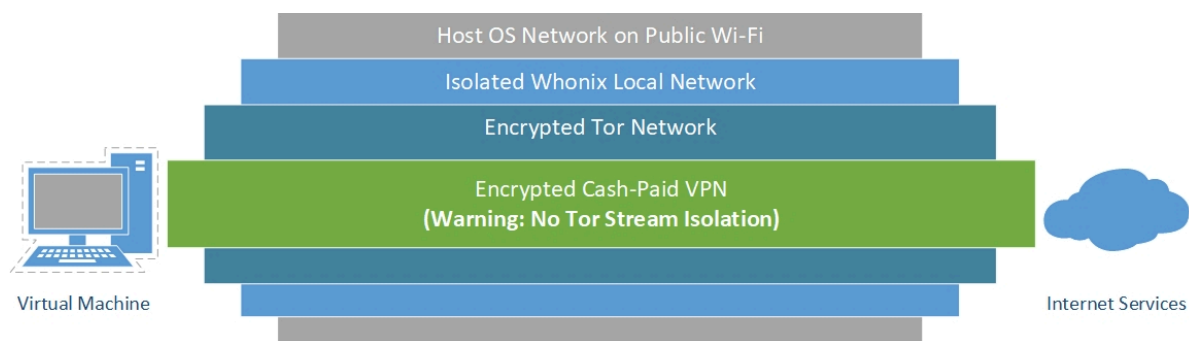 Host OS Network on Public Wi-Fi
Isolated Whonix Local Network
Encrypted Tor Network
Encrypted Cash-Paid VPN
(Warning: No Tor Stream Isolation)
Virtual Machine
Internet Services